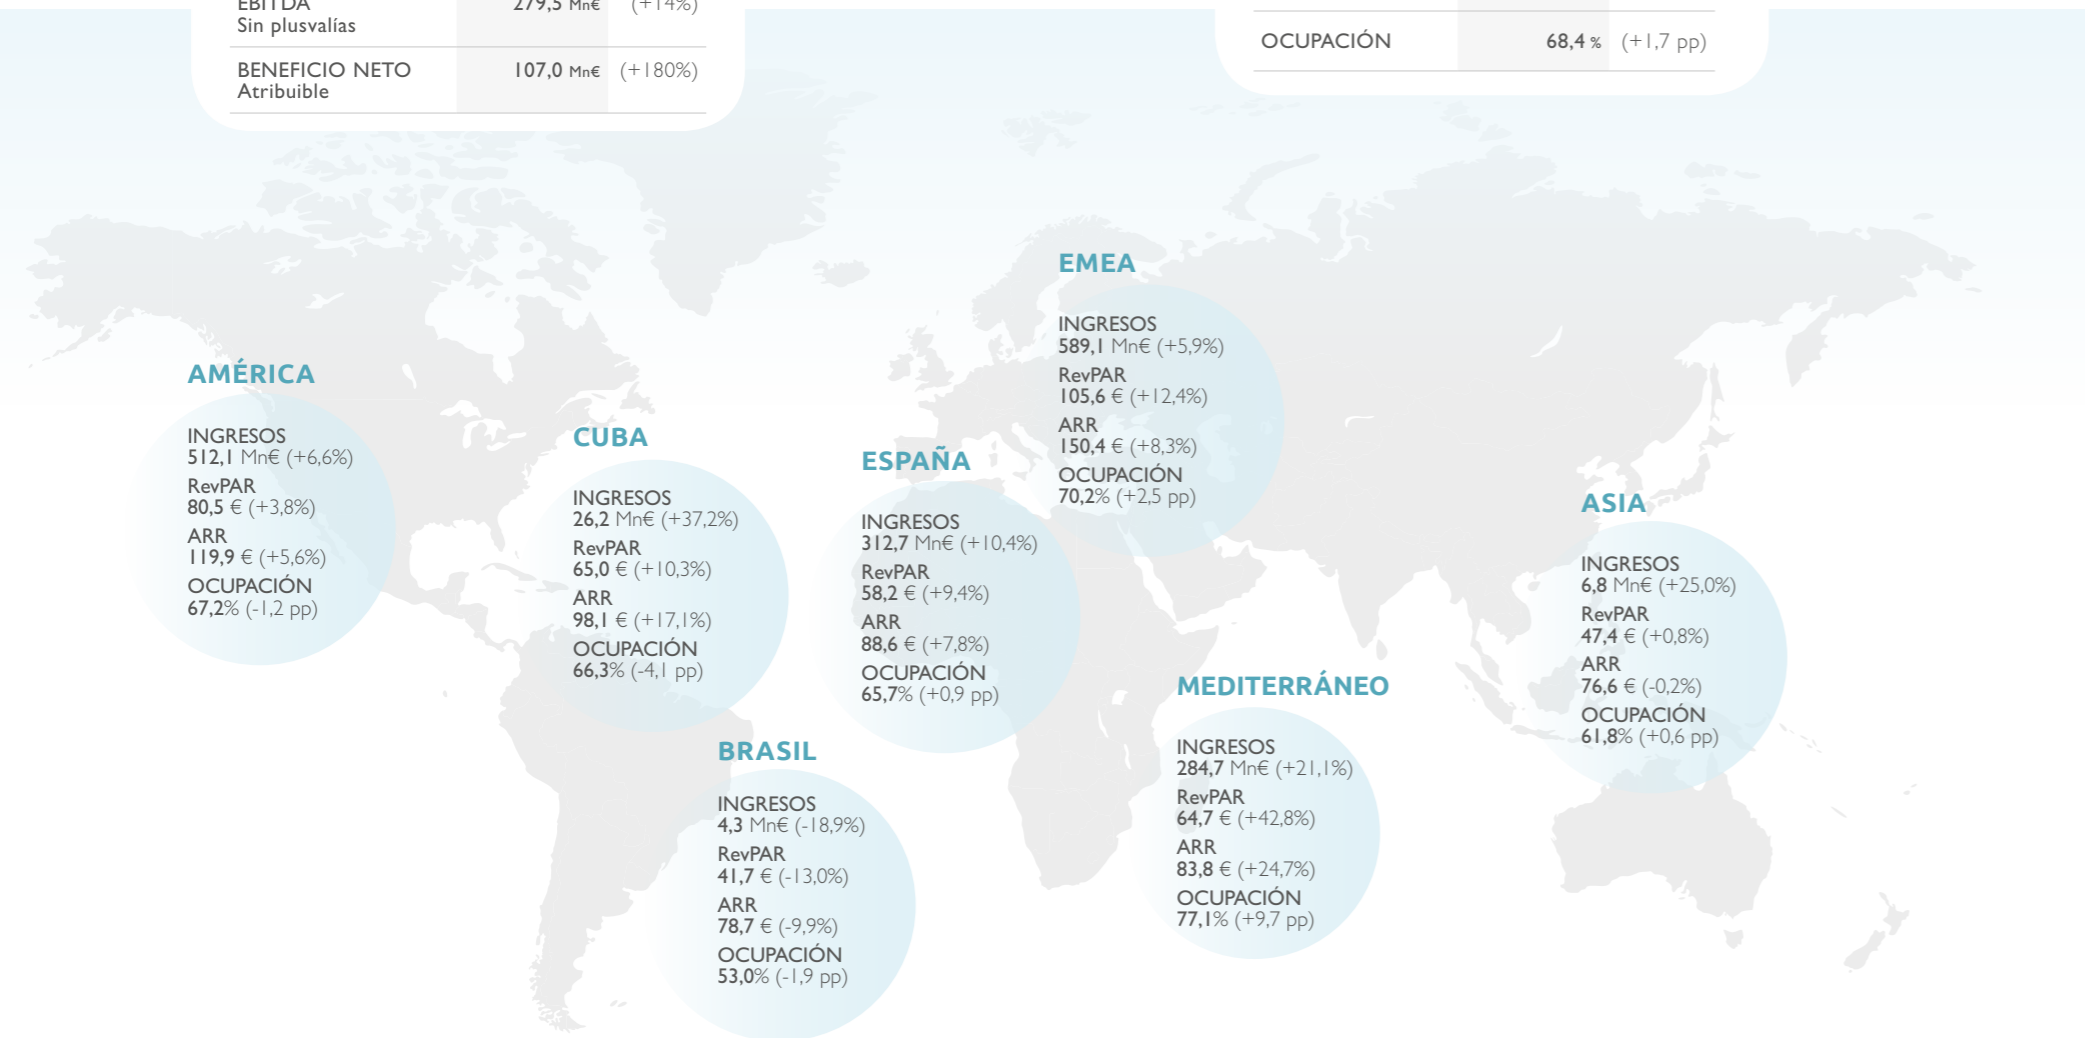 EBITDA 279,5 Mn€ (+14%)
Sin plusvalías
BENEFICIO NETO 107,0 Mn€ (+180%)
Atribuible
OCUPACIÓN 68,4 % (+1,7 pp)
AMÉRICA
INGRESOS
512,1 Mn€ (+6,6%)
RevPAR
80,5 € (+3,8%)
ARR
119,9 € (+5,6%)
OCUPACIÓN
67,2% (-1,2 pp)
CUBA
INGRESOS
26,2 Mn€ (+37,2%)
RevPAR
65,0 € (+10,3%)
ARR
98,1 € (+17,1%)
OCUPACIÓN
66,3% (-4,1 pp)
BRASIL
INGRESOS
4,3 Mn€ (-18,9%)
RevPAR
41,7 € (-13,0%)
ARR
78,7 € (-9,9%)
OCUPACIÓN
53,0% (-1,9 pp)
ESPAÑA
INGRESOS
312,7 Mn€ (+10,4%)
RevPAR
58,2 € (+9,4%)
ARR
88,6 € (+7,8%)
OCUPACIÓN
65,7% (+0,9 pp)
EMEA
INGRESOS
589,1 Mn€ (+5,9%)
RevPAR
105,6 € (+12,4%)
ARR
150,4 € (+8,3%)
OCUPACIÓN
70,2% (+2,5 pp)
MEDITERRÁNEO
INGRESOS
284,7 Mn€ (+21,1%)
RevPAR
64,7 € (+42,8%)
ARR
83,8 € (+24,7%)
OCUPACIÓN
77,1% (+9,7 pp)
ASIA
INGRESOS
6,8 Mn€ (+25,0%)
RevPAR
47,4 € (+0,8%)
ARR
76,6 € (-0,2%)
OCUPACIÓN
61,8% (+0,6 pp)